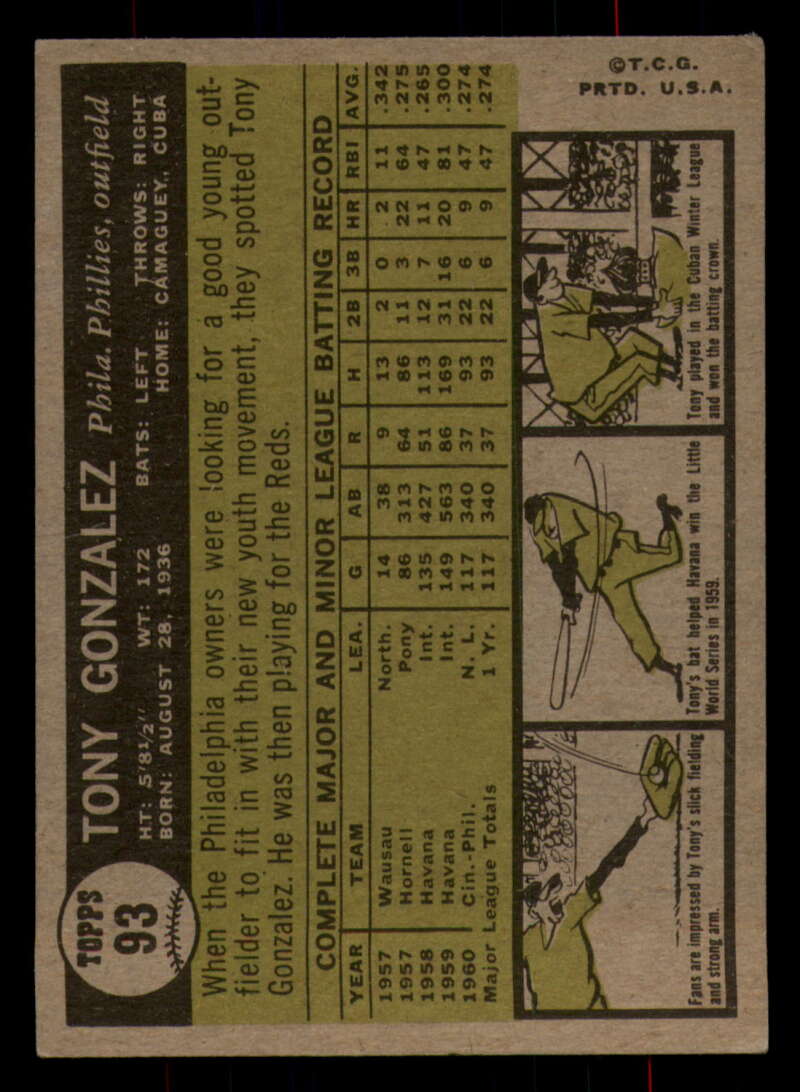 TOPPS
93
TONY GONZALEZ Phila. Phillies, outfield
HT: 5'8½" WT: 172 BATS: LEFT THROWS: RIGHT
BORN: AUGUST 28, 1936 HOME: CAMAGUEY, CUBA
When the Philadelphia owners were looking for a good young out-
fielder to fit in with their new youth movement, they spotted Tony
Gonzalez. He was then playing for the Reds.
COMPLETE MAJOR AND MINOR LEAGUE BATTING RECORD
YEAR TEAM LEA. G AB R H 2B 3B HR RBI AVG.
1957 Wausau North. 14 38 9 13 2 0 2 11 .342
1957 Hornell Pony 86 313 64 86 11 3 22 64 .275
1958 Havana Int. 135 427 51 113 12 7 11 47 .265
1959 Havana Int. 149 563 86 169 31 16 20 81 .300
1960 Cin.-Phil. N. L. 117 340 37 93 22 6 9 47 .274
Major League Totals 1 Yr. 117 340 37 93 22 6 9 47 .274
Fans are impressed by Tony's slick fielding
and strong arm.
Tony's bat helped Havana win the Little
World Series in 1959.
Tony played in the Cuban Winter League
and won the batting crown.
©T.C.G.
PRTD. U.S.A.